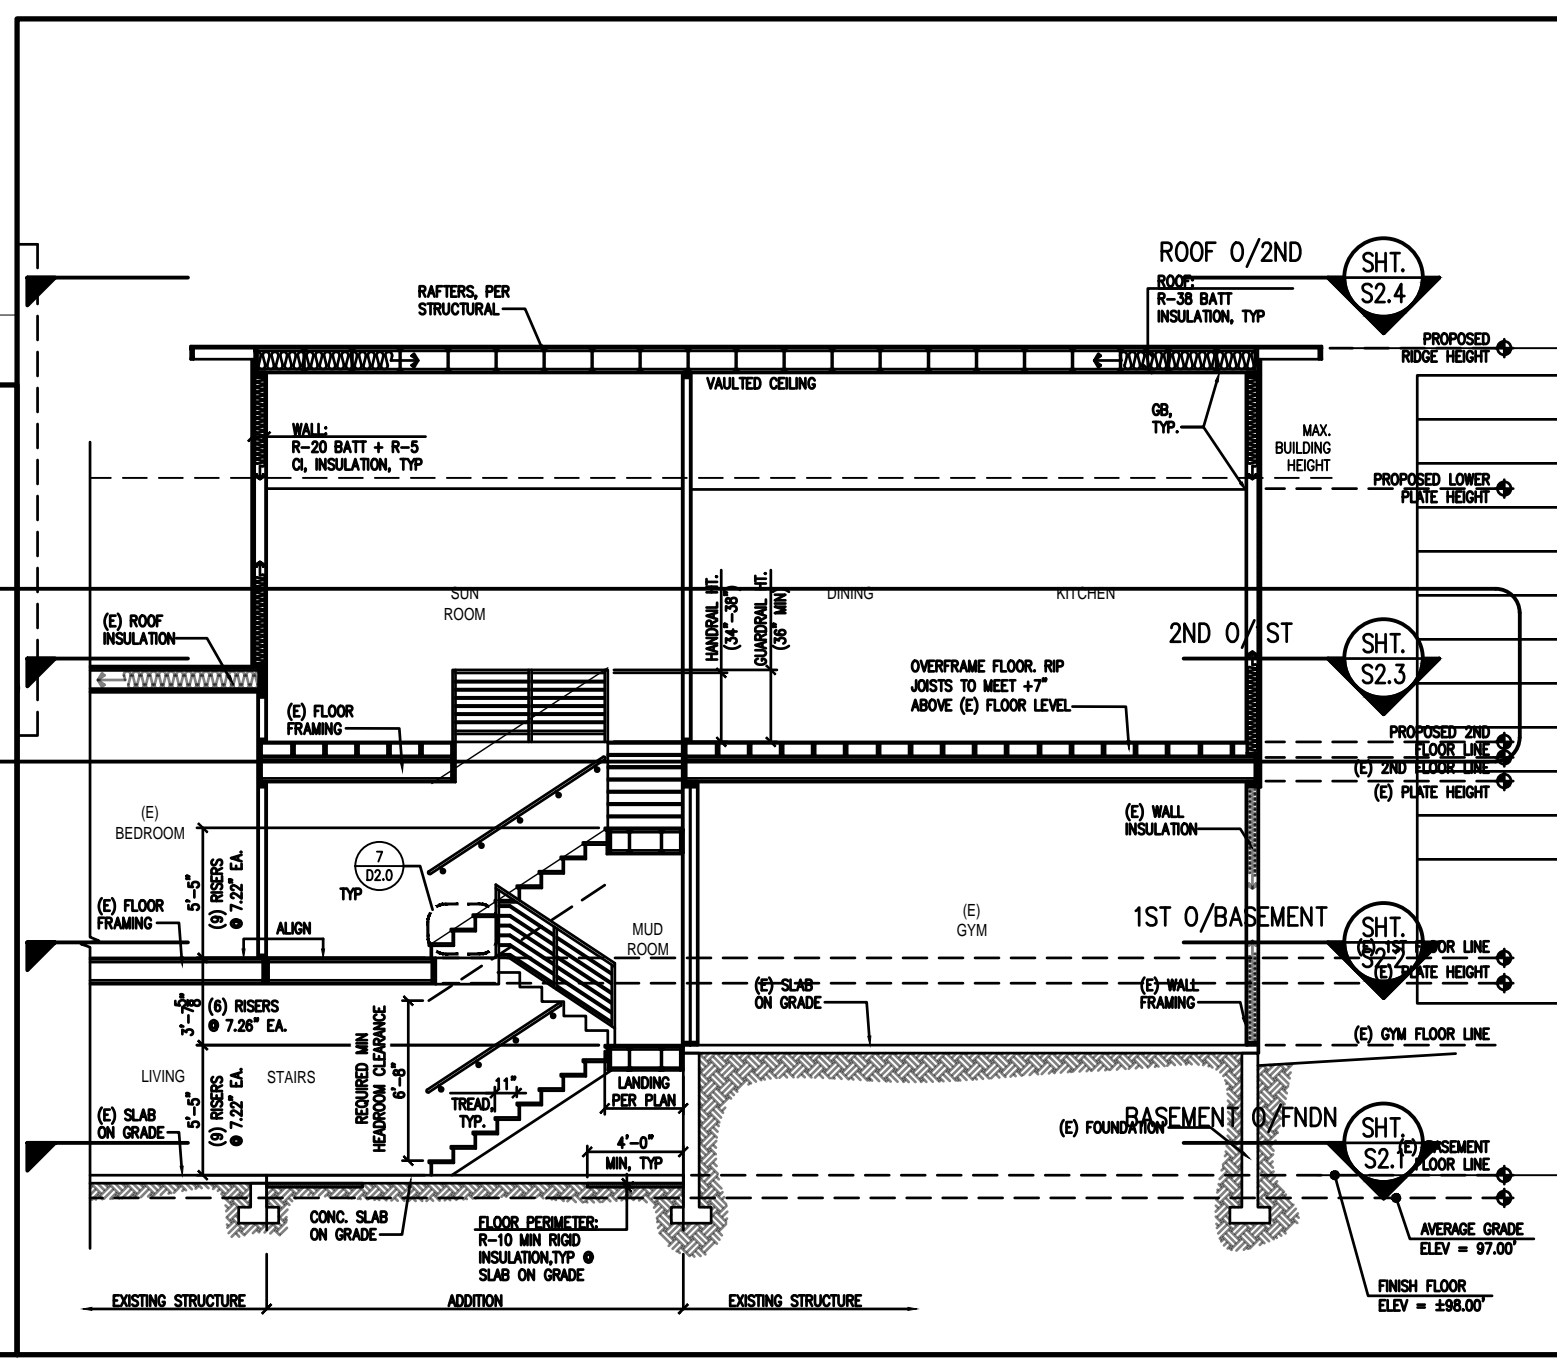 ROOF O/2ND
SHT.
S2.4
ROOF:
R-38 BATT
INSULATION, TYP
RAFTERS, PER
STRUCTURAL
PROPOSED
RIDGE HEIGHT
VAULTED CEILING
GB,
TYP.
WALL:
R-20 BATT + R-5
CI, INSULATION, TYP
MAX.
BUILDING
HEIGHT
PROPOSED LOWER
PLATE HEIGHT
SUN
ROOM
HANDRAIL HT.
(34"-38")
GUARDRAIL HT.
(36" MIN)
DINING
KITCHEN
(E) ROOF
INSULATION
2ND O/1ST
SHT.
S2.3
OVERFRAME FLOOR. RIP
JOISTS TO MEET +7"
ABOVE (E) FLOOR LEVEL
(E) FLOOR
FRAMING
PROPOSED 2ND
FLOOR LINE
(E) 2ND FLOOR LINE
(E) PLATE HEIGHT
(E)
BEDROOM
(E) WALL
INSULATION
7
D2.0
TYP
5'-5"
(9) RISERS
@ 7.22" EA.
(E) FLOOR
FRAMING
ALIGN
MUD
ROOM
(E)
GYM
1ST O/BASEMENT
SHT.
S2.2
(E) 1ST FLOOR LINE
(E) PLATE HEIGHT
(E) SLAB
ON GRADE
(E) WALL
FRAMING
(6) RISERS
@ 7.26" EA.
(E) GYM FLOOR LINE
REQUIRED MIN
HEADROOM CLEARANCE
6'-8"
LIVING
STAIRS
5'-5"
(9) RISERS
@ 7.22" EA.
11"
TREAD,
TYP.
LANDING
PER PLAN
(E) SLAB
ON GRADE
4'-0"
MIN, TYP
BASEMENT O/FNDN
(E) FOUNDATION
SHT.
S2.1
(E) BASEMENT
FLOOR LINE
CONC. SLAB
ON GRADE
FLOOR PERIMETER:
R-10 MIN RIGID
INSULATION,TYP @
SLAB ON GRADE
AVERAGE GRADE
ELEV = 97.00'
FINISH FLOOR
ELEV = ±98.00'
EXISTING STRUCTURE
ADDITION
EXISTING STRUCTURE